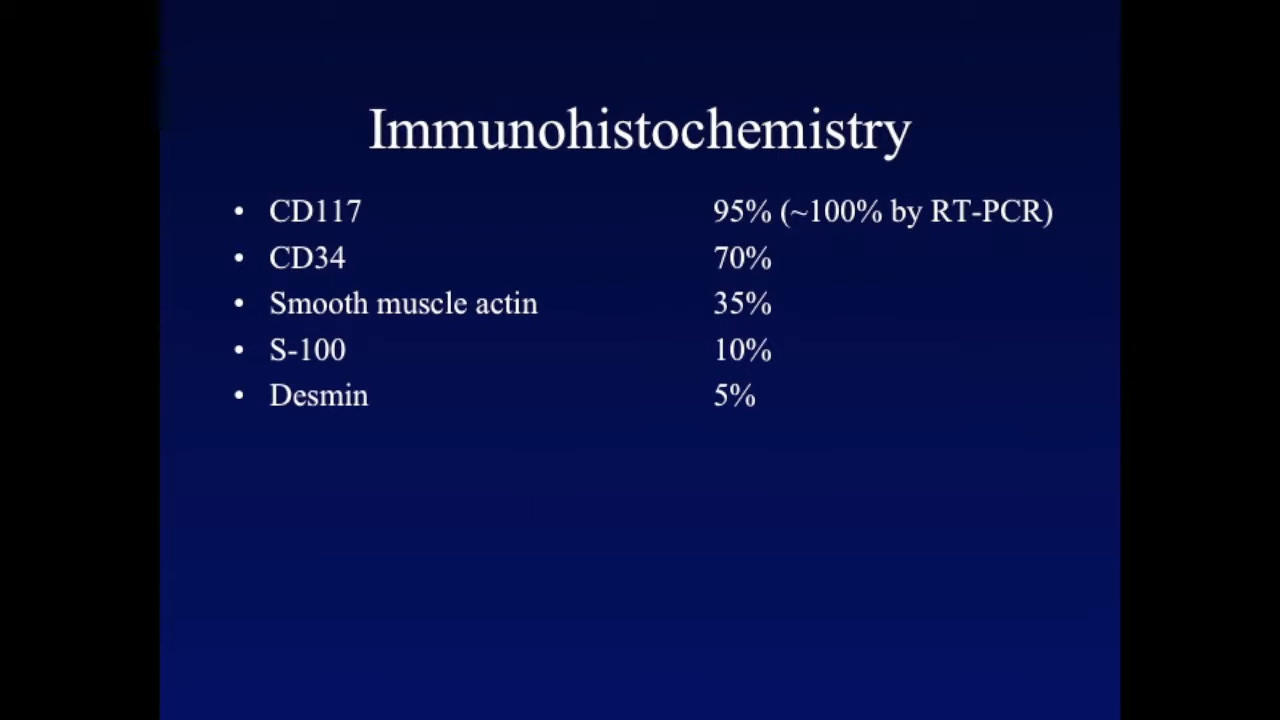 Immunohistochemistry
• CD117 95% (~100% by RT-PCR)
• CD34 70%
• Smooth muscle actin 35%
• S-100 10%
• Desmin 5%